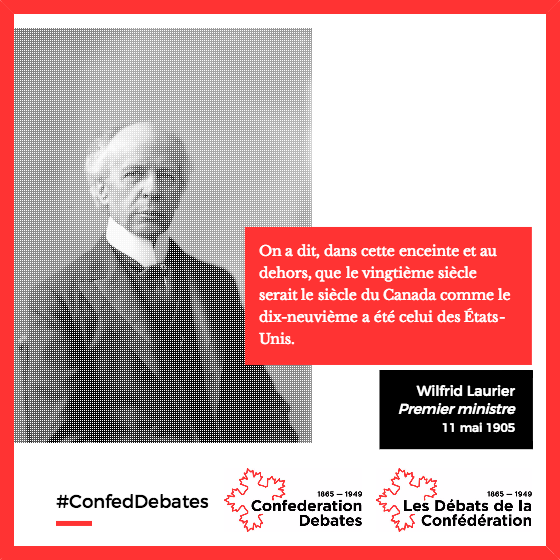 On a dit, dans cette enceinte et au
dehors, que le vingtième siècle
serait le siècle du Canada comme le
dix-neuvième a été celui des États-
Unis.
Wilfrid Laurier
Premier ministre
11 mai 1905
#ConfedDebates
1865 — 1949
Confederation
Debates
1865 — 1949
Les Débats de la
Confédération